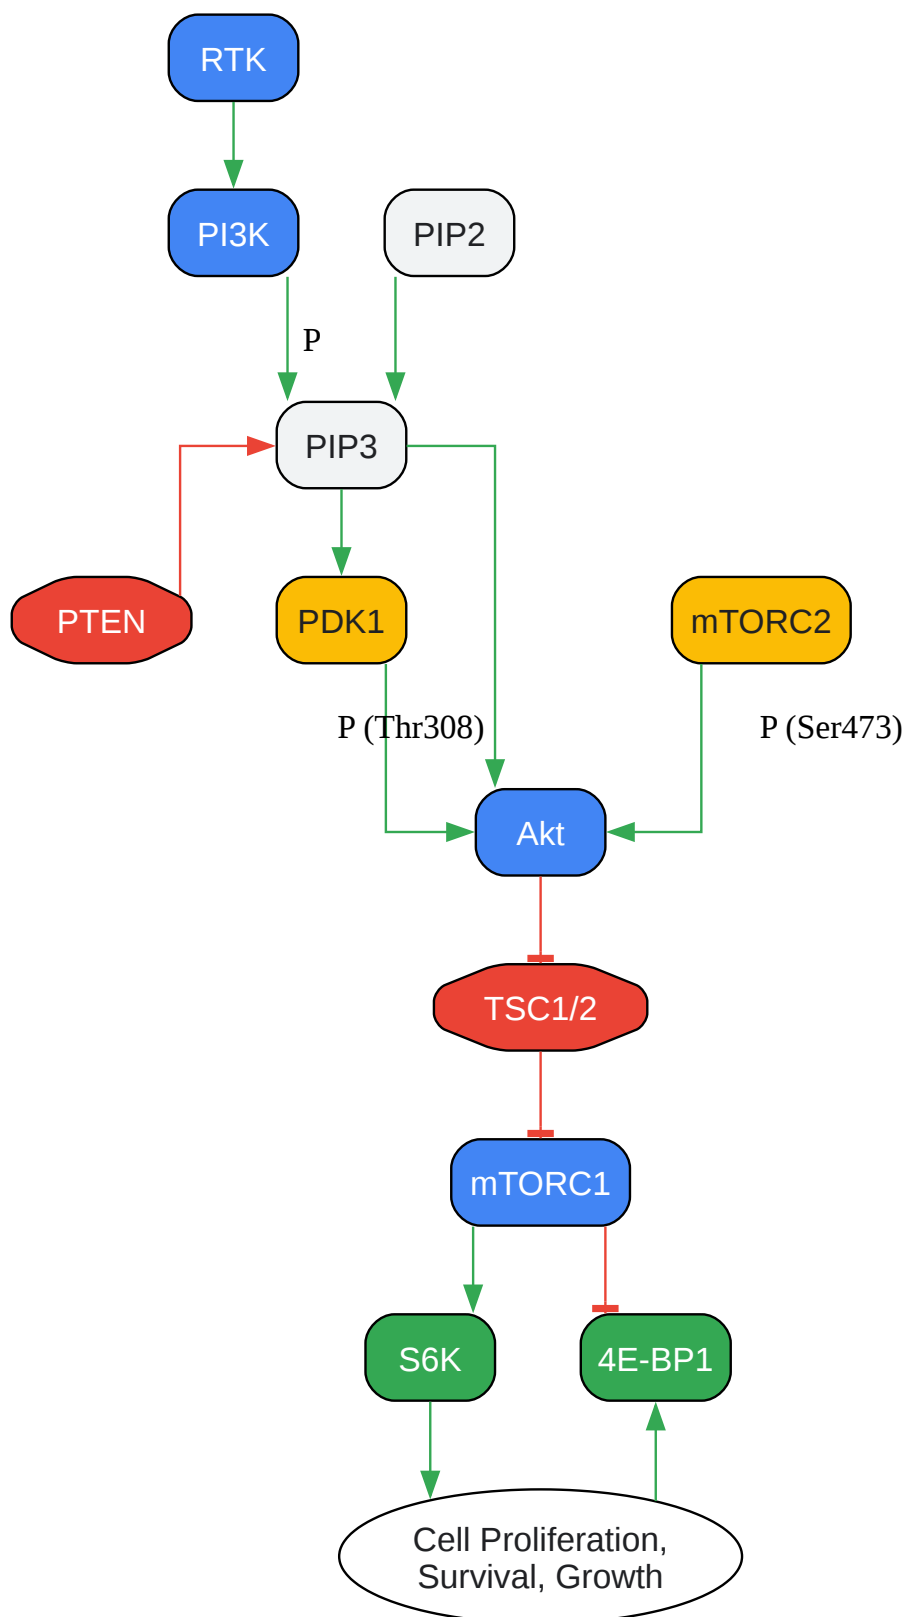 RTK
PI3K
PIP2
P
PIP3
PTEN
PDK1
mTORC2
P (Thr308)
P (Ser473)
Akt
TSC1/2
mTORC1
S6K
4E-BP1
Cell Proliferation,
Survival, Growth